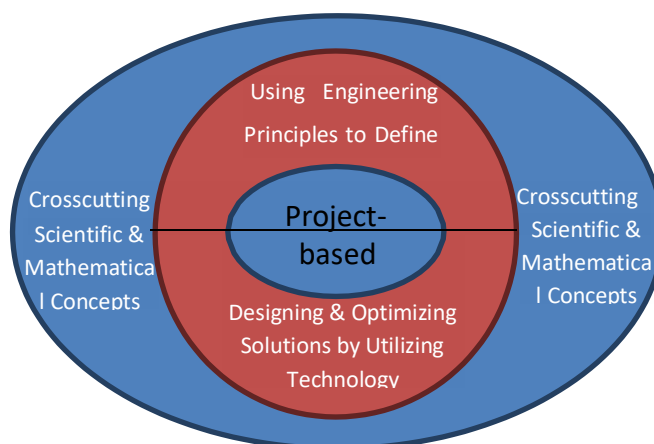 Using Engineering
Principles to Define
Crosscutting
Scientific &
Mathematica
l Concepts
Project-
based
Crosscutting
Scientific &
Mathematica
l Concepts
Designing & Optimizing
Solutions by Utilizing
Technology